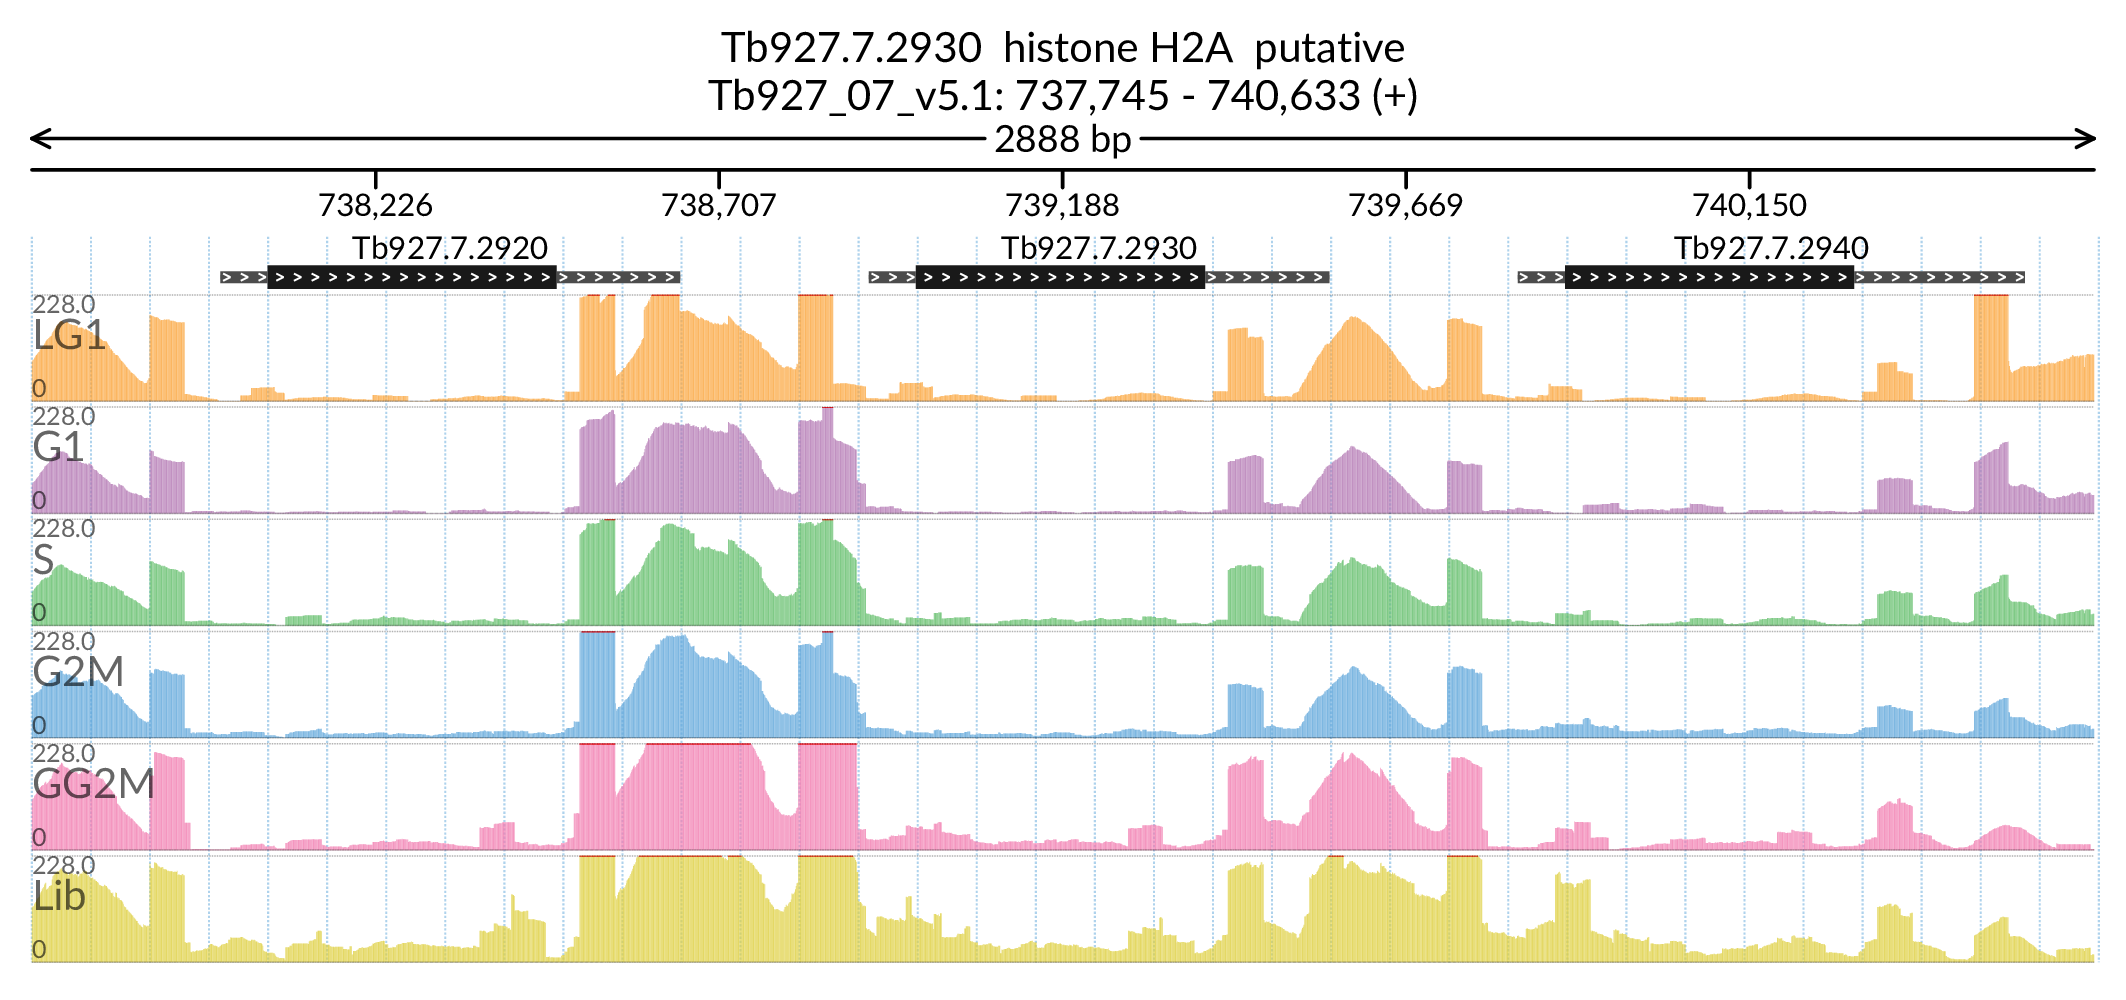 Tb927.7.2930 histone H2A putative
Tb927_07_v5.1: 737,745 - 740,633 (+)
2888 bp
738,226 738,707 739,188 739,669 740,150
Tb927.7.2920 Tb927.7.2930 Tb927.7.2940
228.0
LG1
0
228.0
G1
0
228.0
S
0
228.0
G2M
0
228.0
GG2M
0
228.0
Lib
0